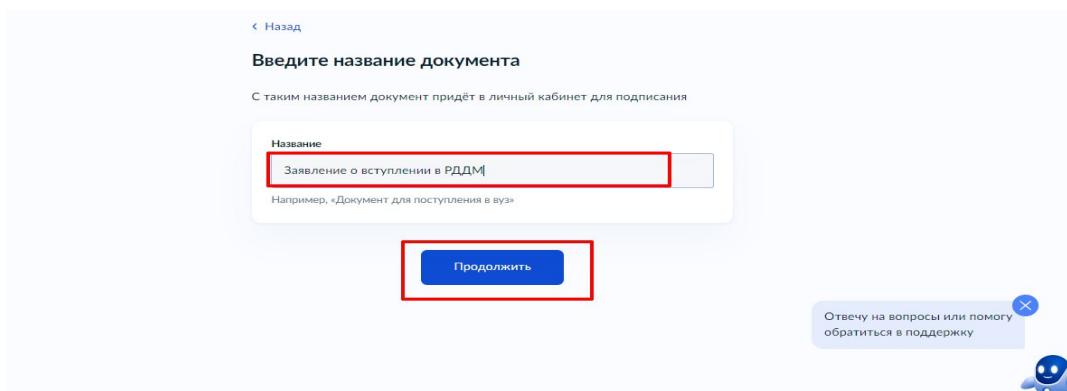 Назад
Введите название документа
С таким названием документ придёт в личный кабинет для подписания
Название
Заявление о вступлении в РДДМ
Например, «Документ для поступления в вуз»
Продолжить
Отвечу на вопросы или помогу
обратиться в поддержку